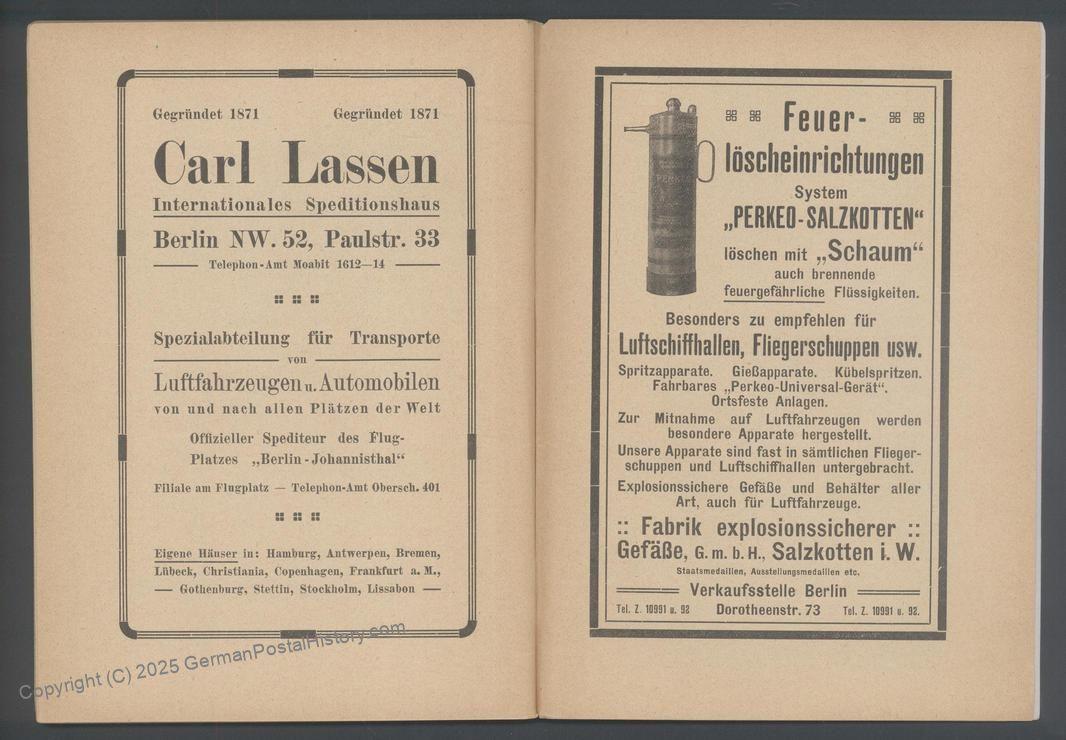 Gegründet 1871 Gegründet 1871
Carl Lassen
Internationales Speditionshaus
Berlin NW. 52, Paulstr. 33
Telephon-Amt Moabit 1612—14
Spezialabteilung für Transporte
von
Luftfahrzeugen u. Automobilen
von und nach allen Plätzen der Welt
Offizieller Spediteur des Flug-
Platzes „Berlin-Johannisthal“
Filiale am Flugplatz — Telephon-Amt Obersch. 401
Eigene Häuser in: Hamburg, Antwerpen, Bremen,
Lübeck, Christiania, Copenhagen, Frankfurt a. M.,
— Gothenburg, Stettin, Stockholm, Lissabon —
Copyright (C) 2025 GermanPostalHistory.com
PERKEO
Feuer-
löscheinrichtungen
System
„PERKEO-SALZKOTTEN“
löschen mit „Schaum“
auch brennende
feuergefährliche Flüssigkeiten.
Besonders zu empfehlen für
Luftschiffhallen, Fliegerschuppen usw.
Spritzapparate. Gießapparate. Kübelspritzen.
Fahrbares „Perkeo-Universal-Gerät“.
Ortsfeste Anlagen.
Zur Mitnahme auf Luftfahrzeugen werden
besondere Apparate hergestellt.
Unsere Apparate sind fast in sämtlichen Flieger-
schuppen und Luftschiffhallen untergebracht.
Explosionssichere Gefäße und Behälter aller
Art, auch für Luftfahrzeuge.
:: Fabrik explosionssicherer ::
Gefäße, G. m. b. H., Salzkotten i. W.
Staatsmedaillen, Ausstellungsmedaillen etc.
Verkaufsstelle Berlin
Tel. Z. 10991 u. 92 Dorotheenstr. 73 Tel. Z. 10991 u. 92.